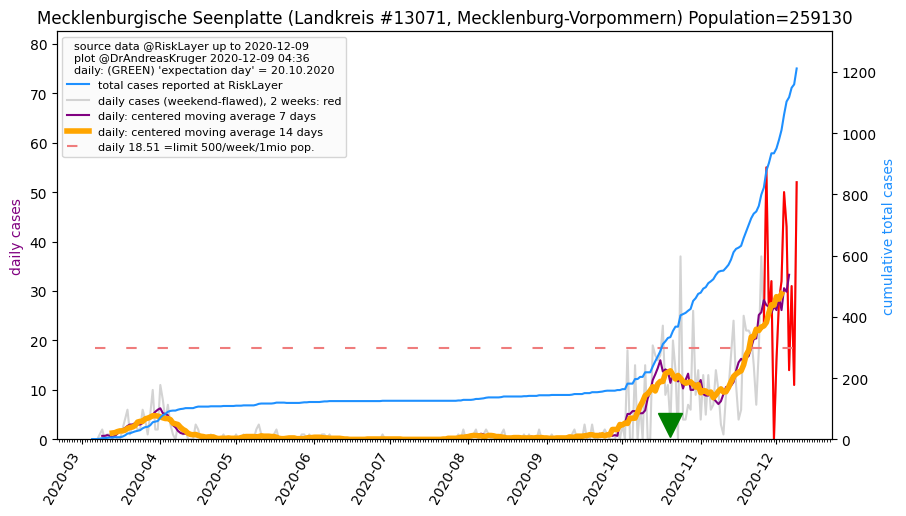 Mecklenburgische Seenplatte (Landkreis #13071, Mecklenburg-Vorpommern) Population=259130
source data @RiskLayer up to 2020-12-09
plot @DrAndreasKruger 2020-12-09 04:36
daily: (GREEN) 'expectation day' = 20.10.2020
total cases reported at RiskLayer
daily cases (weekend-flawed), 2 weeks: red
daily: centered moving average 7 days
daily: centered moving average 14 days
daily 18.51 =limit 500/week/1mio pop.
daily cases
80
70
60
50
40
30
20
10
0
cumulative total cases
1200
1000
800
600
400
200
0
2020-03
2020-04
2020-05
2020-06
2020-07
2020-08
2020-09
2020-10
2020-11
2020-12